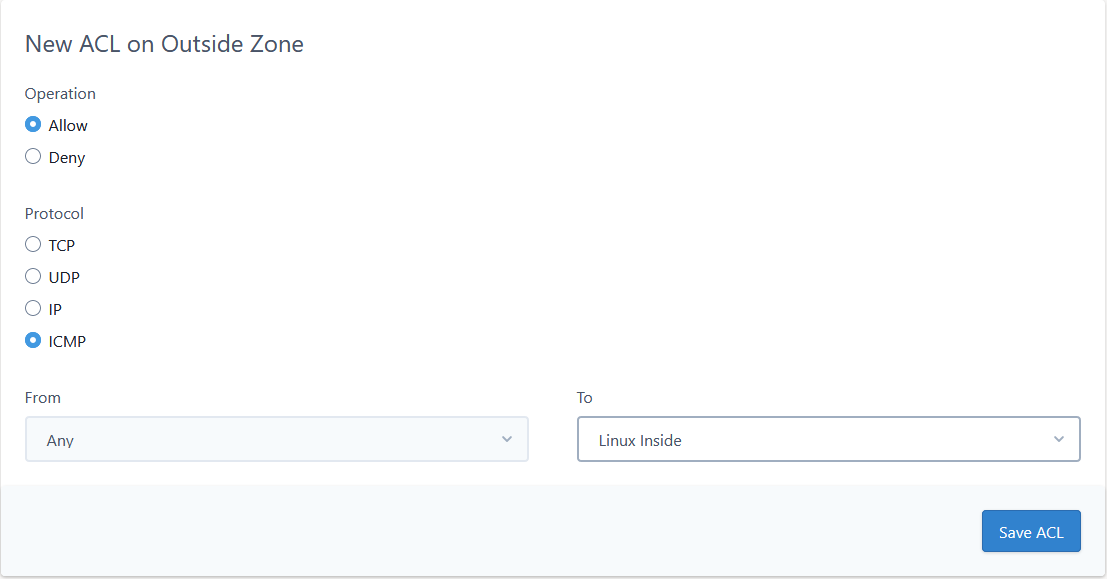 New ACL on Outside Zone
Operation
Allow
Deny
Protocol
TCP
UDP
IP
ICMP
From
To
Any
Linux Inside
Save ACL